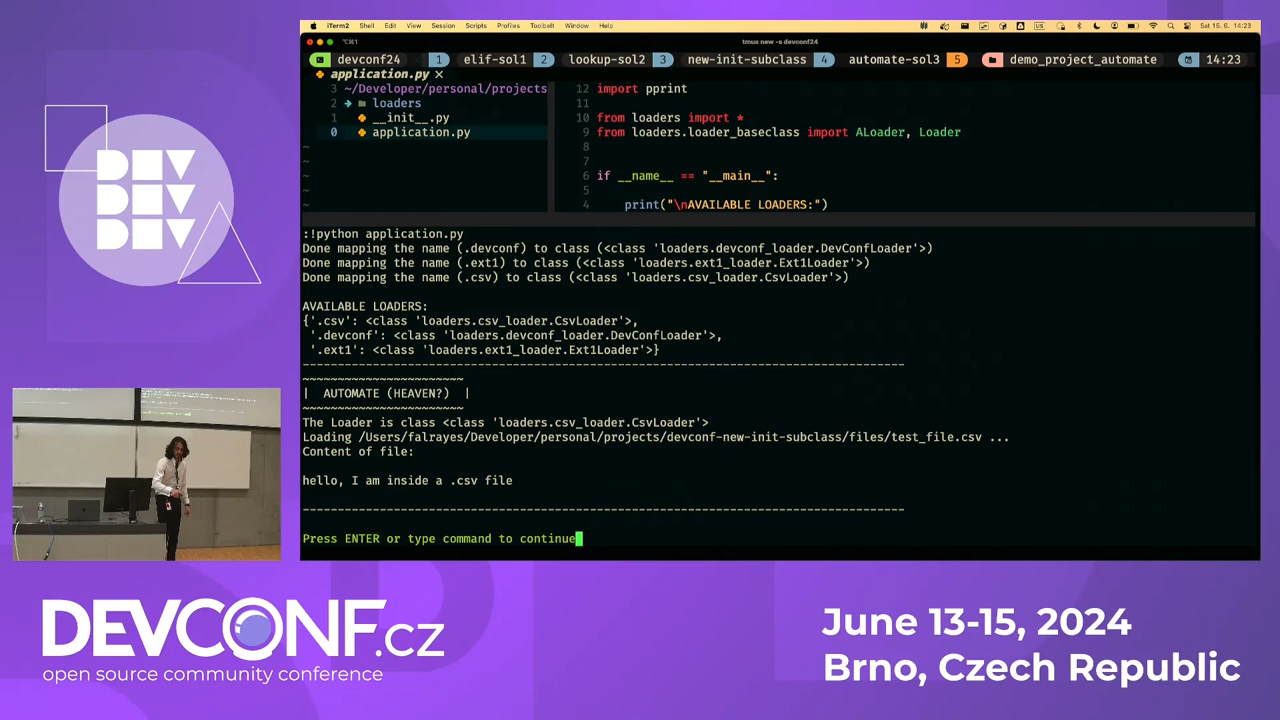 iTerm2 Shell Edit View Session Scripts Profiles Toolbelt Window Help
US
Sat 15. 6. 14:23
⌥⌘1
tmux new -s devconf24
devconf24 1 elif-sol1 2 lookup-sol2 3 new-init-subclass 4 automate-sol3 5 demo_project_automate 14:23
application.py ×
3 ~/Developer/personal/projects
2 loaders
1 __init__.py
0 application.py
~
~
~
~
~
12 import pprint
11
10 from loaders import *
9 from loaders.loader_baseclass import ALoader, Loader
8
7
6 if __name__ == "__main__":
5
4 print("\nAVAILABLE LOADERS:")
:!python application.py
Done mapping the name (.devconf) to class (<class 'loaders.devconf_loader.DevConfLoader'>)
Done mapping the name (.ext1) to class (<class 'loaders.ext1_loader.Ext1Loader'>)
Done mapping the name (.csv) to class (<class 'loaders.csv_loader.CsvLoader'>)
AVAILABLE LOADERS:
{'.csv': <class 'loaders.csv_loader.CsvLoader'>,
'.devconf': <class 'loaders.devconf_loader.DevConfLoader'>,
'.ext1': <class 'loaders.ext1_loader.Ext1Loader'>}
--------------------------------------------------------------------------------------
~~~~~~~~~~~~~~~~~~~~~~~
| AUTOMATE (HEAVEN?) |
~~~~~~~~~~~~~~~~~~~~~~~
The Loader is class <class 'loaders.csv_loader.CsvLoader'>
Loading /Users/falrayes/Developer/personal/projects/devconf-new-init-subclass/files/test_file.csv ...
Content of file:
hello, I am inside a .csv file
--------------------------------------------------------------------------------------
Press ENTER or type command to continue
DEV
DEV
DEV
DEVCONF.cz
open source community conference
June 13-15, 2024
Brno, Czech Republic